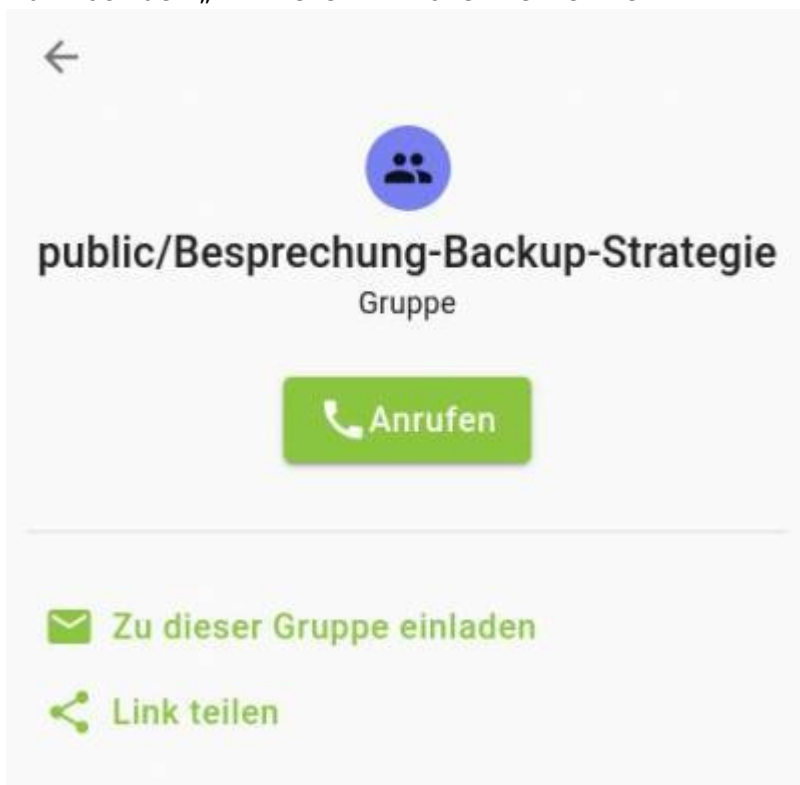 public/Besprechung-Backup-Strategie
Gruppe
Anrufen
Zu dieser Gruppe einladen
Link teilen